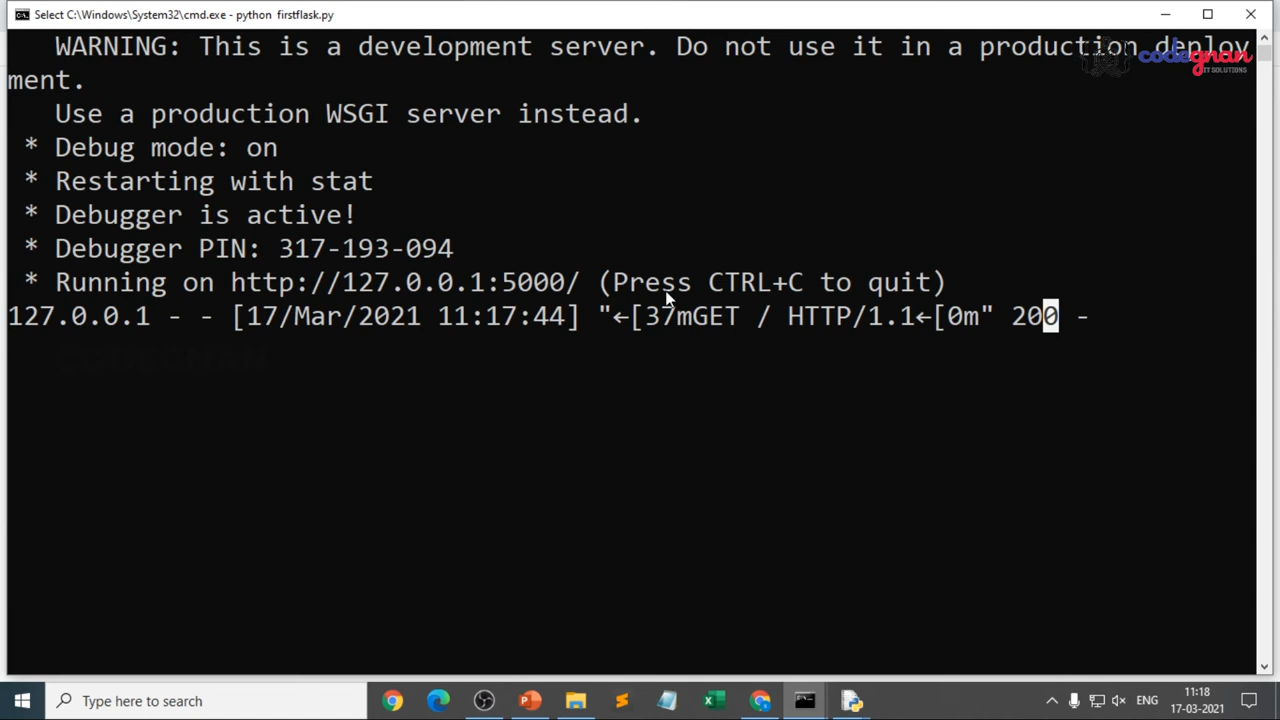 Select C:\Windows\System32\cmd.exe - python firstflask.py
WARNING: This is a development server. Do not use it in a production deploy
ment.
codegnan
IT SOLUTIONS
Use a production WSGI server instead.
* Debug mode: on
* Restarting with stat
* Debugger is active!
* Debugger PIN: 317-193-094
* Running on http://127.0.0.1:5000/ (Press CTRL+C to quit)
127.0.0.1 - - [17/Mar/2021 11:17:44] "←[37mGET / HTTP/1.1←[0m" 200 -
CODEGNAN
Type here to search
ENG
11:18
17-03-2021